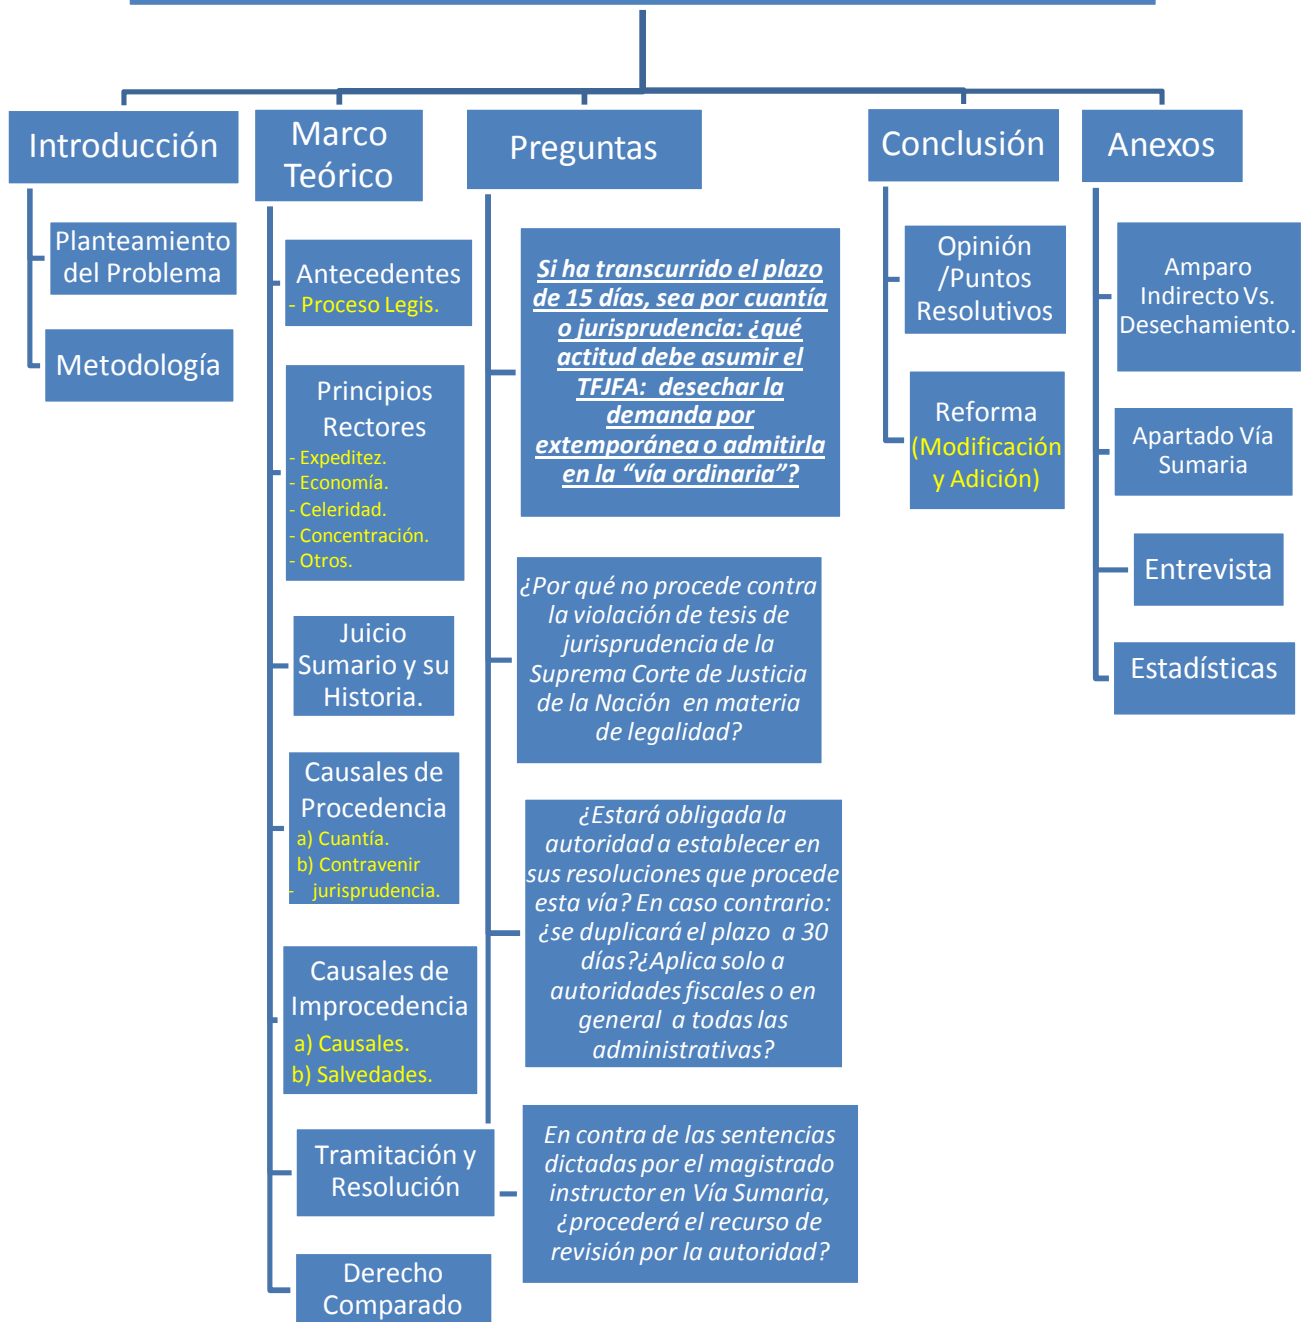 Introducción
Planteamiento
del Problema
Metodología
Marco
Teórico
Antecedentes
- Proceso Legis.
Principios
Rectores
- Expeditez.
- Economía.
- Celeridad.
- Concentración.
- Otros.
Juicio
Sumario y su
Historia.
Causales de
Procedencia
a) Cuantía.
b) Contravenir
- jurisprudencia.
Causales de
Improcedencia
a) Causales.
b) Salvedades.
Tramitación y
Resolución
Derecho
Comparado
Preguntas
Si ha transcurrido el plazo
de 15 días, sea por cuantía
o jurisprudencia: ¿qué
actitud debe asumir el
TFJFA: desechar la
demanda por
extemporánea o admitirla
en la “vía ordinaria”?
¿Por qué no procede contra
la violación de tesis de
jurisprudencia de la
Suprema Corte de Justicia
de la Nación en materia
de legalidad?
¿Estará obligada la
autoridad a establecer en
sus resoluciones que procede
esta vía? En caso contrario:
¿se duplicará el plazo a 30
días?¿Aplica solo a
autoridades fiscales o en
general a todas las
administrativas?
En contra de las sentencias
dictadas por el magistrado
instructor en Vía Sumaria,
¿procederá el recurso de
revisión por la autoridad?
Conclusión
Opinión
/Puntos
Resolutivos
Reforma
(Modificación
y Adición)
Anexos
Amparo
Indirecto Vs.
Desechamiento.
Apartado Vía
Sumaria
Entrevista
Estadísticas